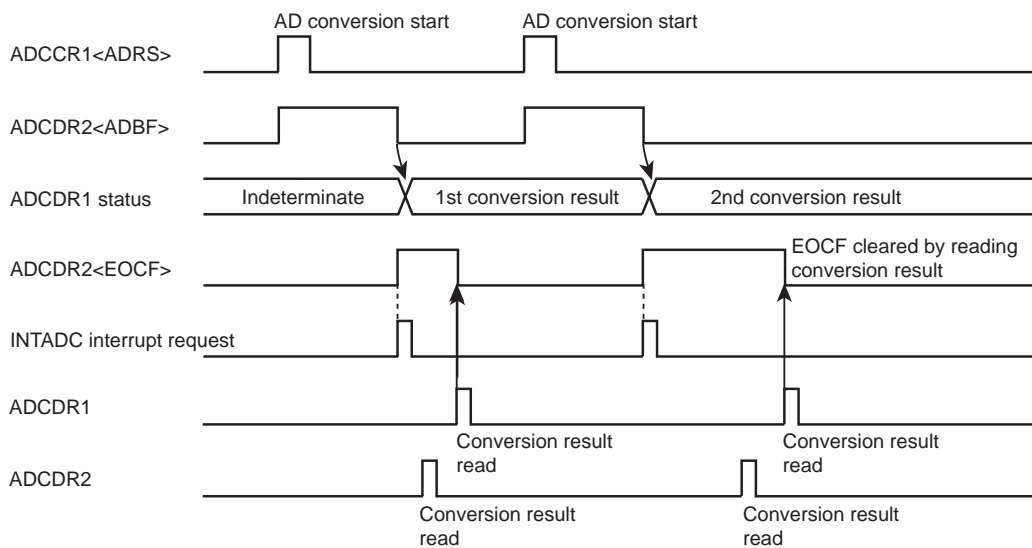 AD conversion start
AD conversion start
ADCCR1<ADRS>
ADCDR2<ADBF>
ADCDR1 status
Indeterminate
1st conversion result
2nd conversion result
ADCDR2<EOCF>
EOCF cleared by reading
conversion result
INTADC interrupt request
ADCDR1
Conversion result
read
Conversion result
read
ADCDR2
Conversion result
read
Conversion result
read